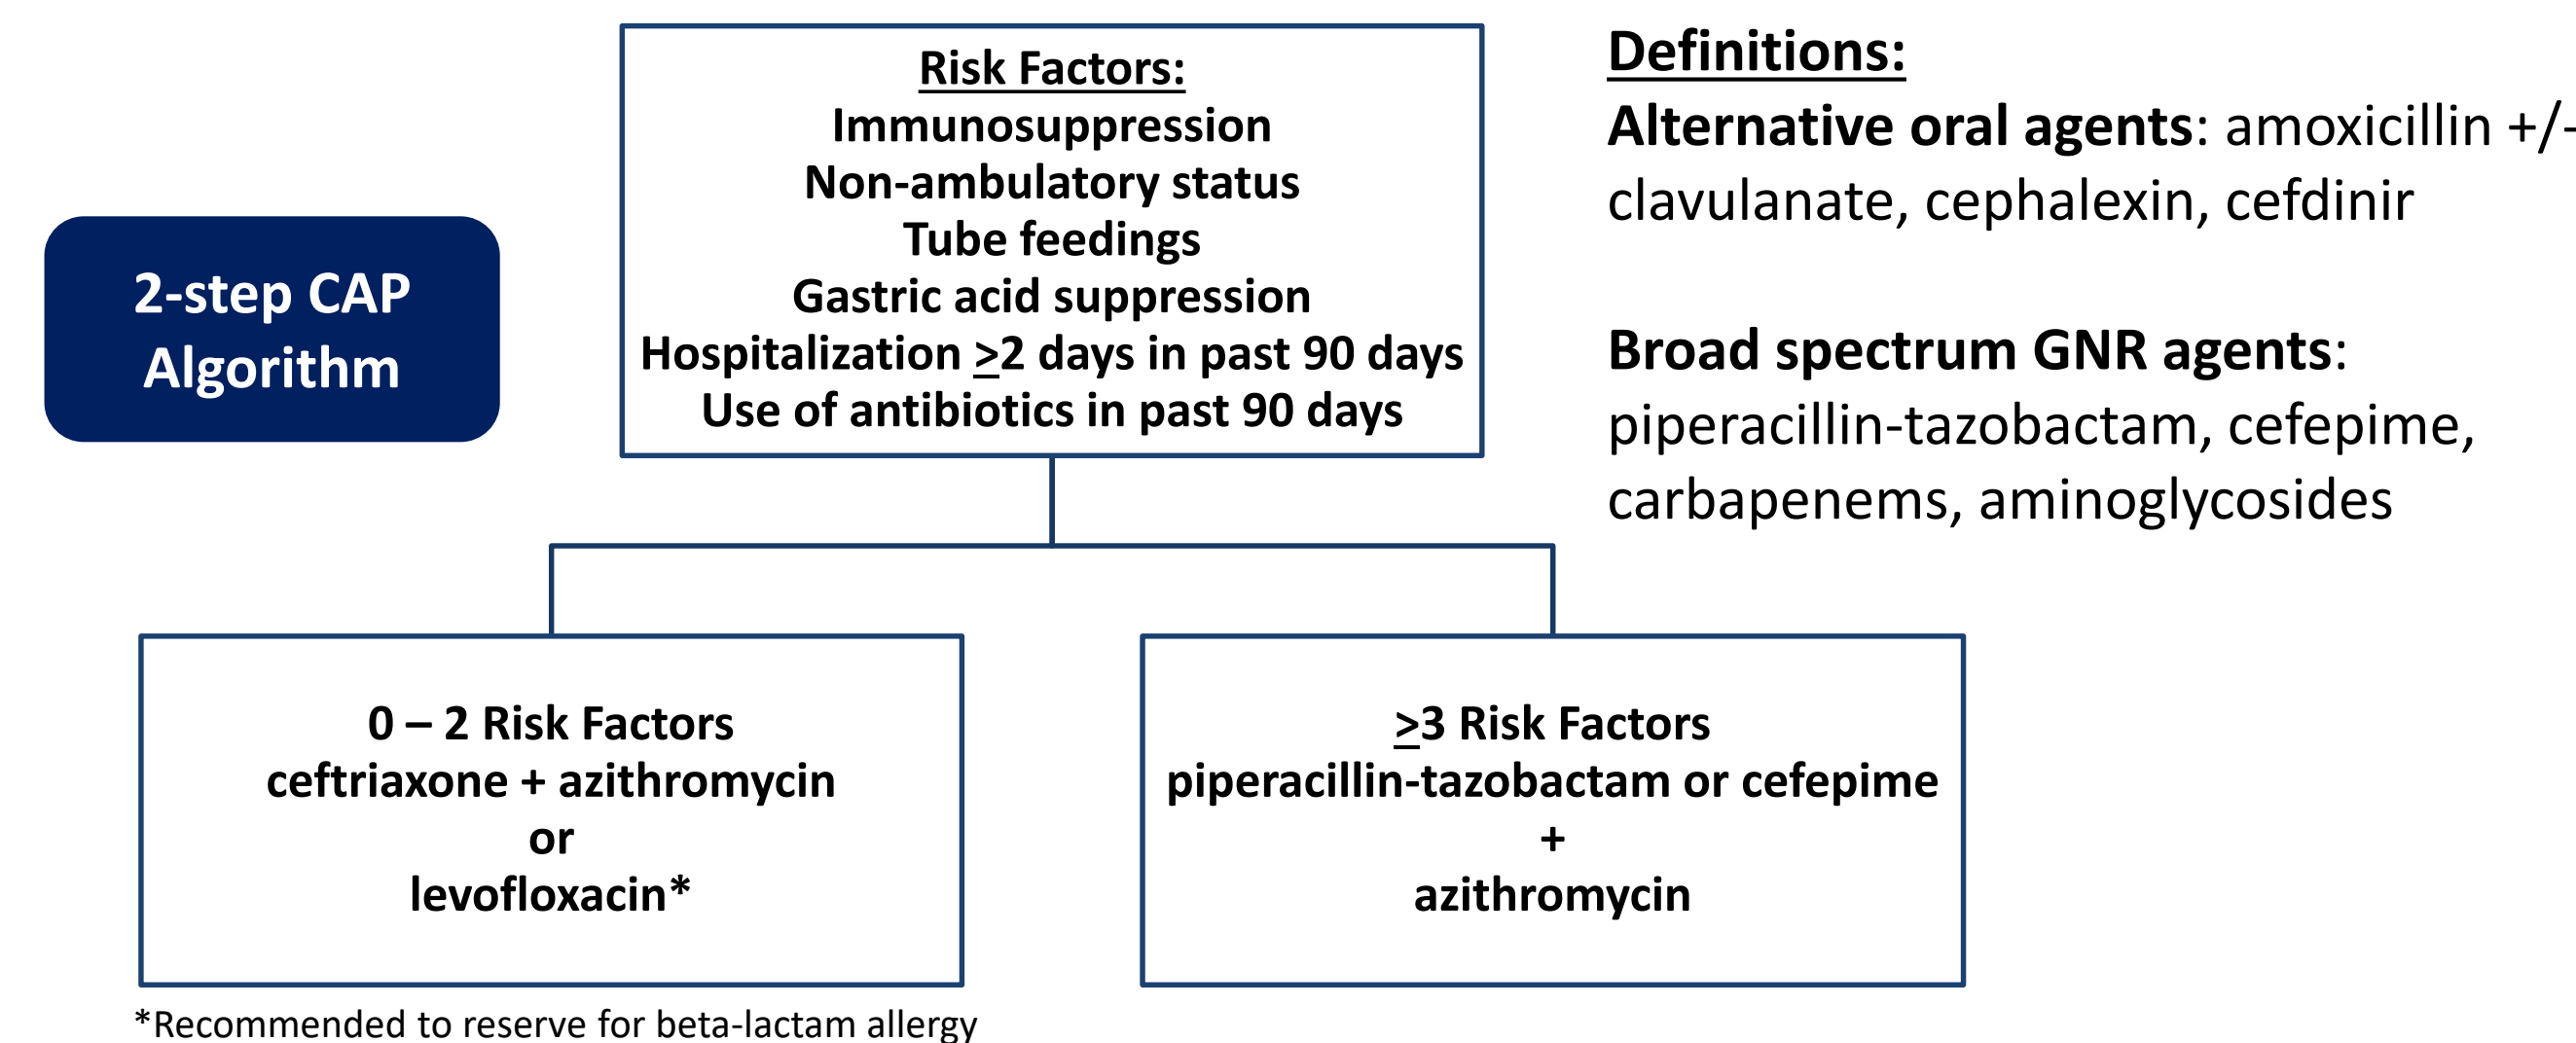 2-step CAP
Algorithm
Risk Factors:
Immunosuppression
Non-ambulatory status
Tube feedings
Gastric acid suppression
Hospitalization >2 days in past 90 days
Use of antibiotics in past 90 days
Definitions:
Alternative oral agents: amoxicillin +/-
clavulanate, cephalexin, cefdinir
Broad spectrum GNR agents:
piperacillin-tazobactam, cefepime,
carbapenems, aminoglycosides
0 – 2 Risk Factors
ceftriaxone + azithromycin
or
levofloxacin*
>3 Risk Factors
piperacillin-tazobactam or cefepime
+
azithromycin
*Recommended to reserve for beta-lactam allergy